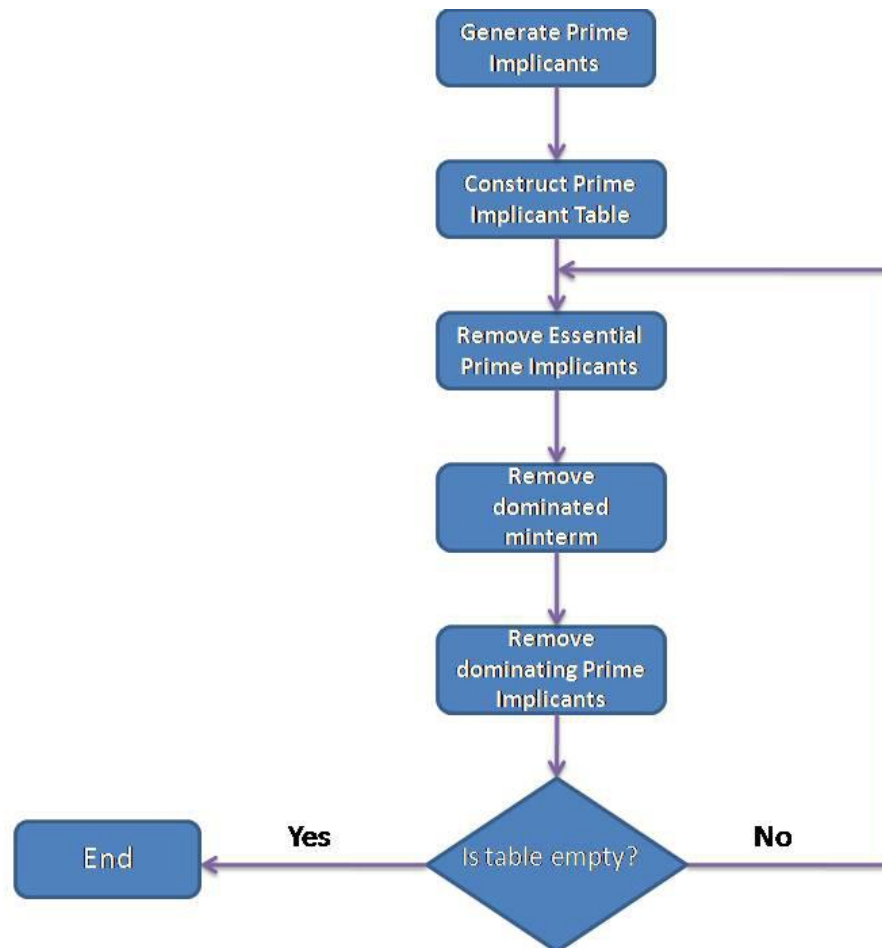 Generate Prime
Implicants
Construct Prime
Implicant Table
Remove Essential
Prime Implicants
Remove
dominated
minterm
Remove
dominating Prime
Implicants
Is table empty?
Yes
No
End